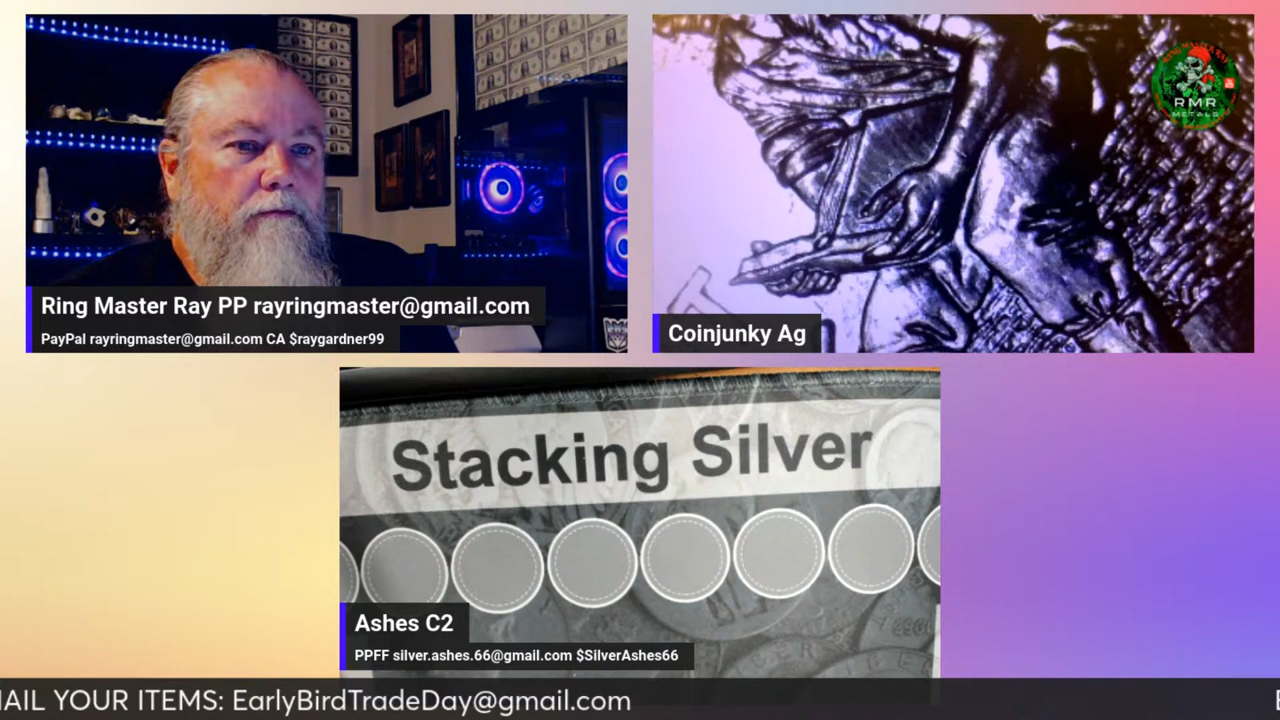 RMR
METALS
Ring Master Ray PP rayringmaster@gmail.com
PayPal rayringmaster@gmail.com CA $raygardner99
Coinjunky Ag
Stacking Silver
Ashes C2
PPFF silver.ashes.66@gmail.com $SilverAshes66
AIL YOUR ITEMS: EarlyBirdTradeDay@gmail.com